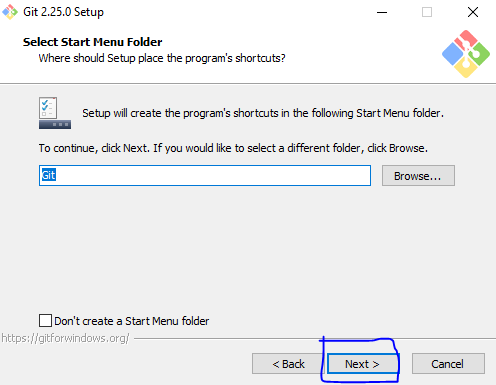 Git 2.25.0 Setup
Select Start Menu Folder
Where should Setup place the program's shortcuts?
Setup will create the program's shortcuts in the following Start Menu folder.
To continue, click Next. If you would like to select a different folder, click Browse.
Git
Browse...
Don't create a Start Menu folder
https://gitforwindows.org/
< Back
Next >
Cancel